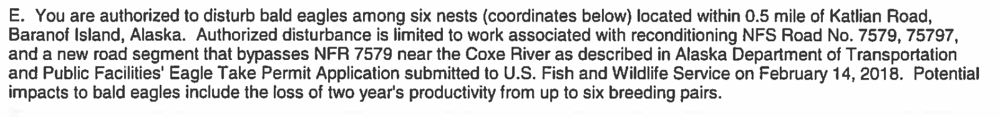 E. You are authorized to disturb bald eagles among six nests (coordinates below) located within 0.5 mile of Katlian Road,
Baranof Island, Alaska. Authorized disturbance is limited to work associated with reconditioning NFS Road No. 7579, 75797,
and a new road segment that bypasses NFR 7579 near the Coxe River as described in Alaska Department of Transportation
and Public Facilities' Eagle Take Permit Application submitted to U.S. Fish and Wildlife Service on February 14, 2018. Potential
impacts to bald eagles include the loss of two year's productivity from up to six breeding pairs.